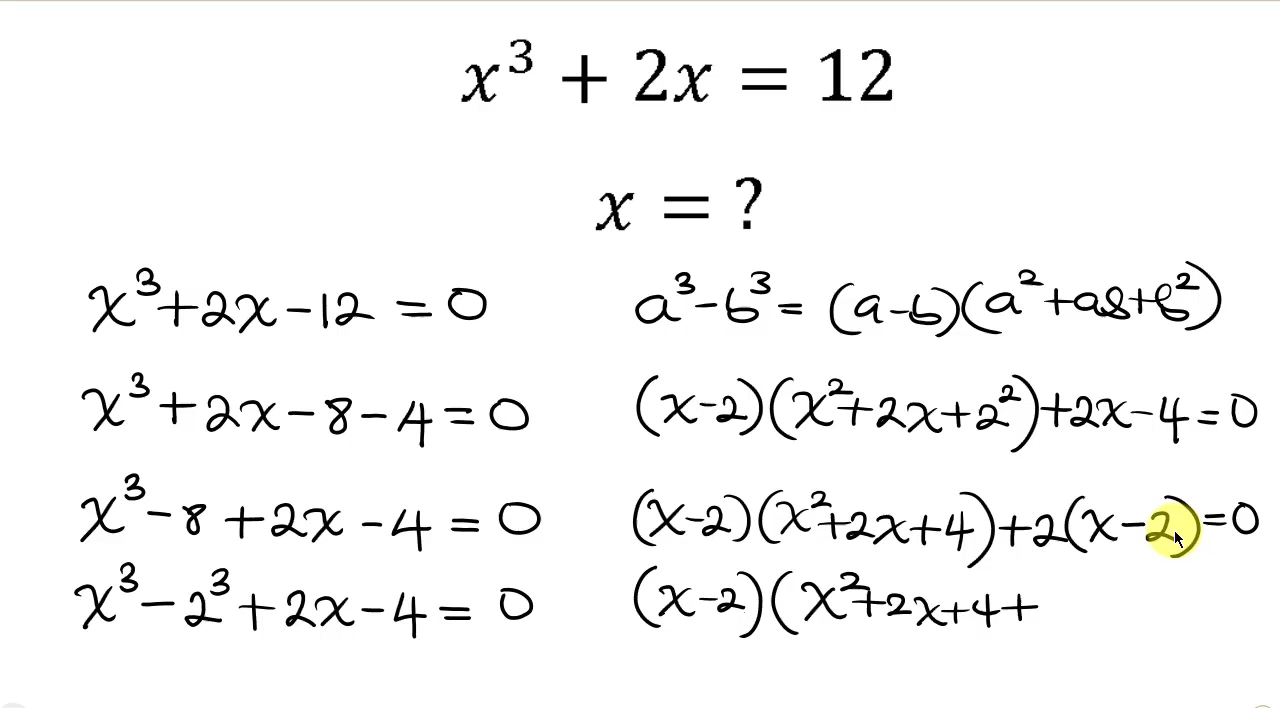 x³ + 2x = 12
x = ?
x³+2x-12 = 0
x³+2x-8-4=0
x³-8+2x-4=0
x³-2³+2x-4=0
a³-b³= (a-b)(a²+ab+b²)
(x-2)(x²+2x+2²)+2x-4=0
(x-2)(x²+2x+4)+2(x-2)=0
(x-2)(x²+2x+4+